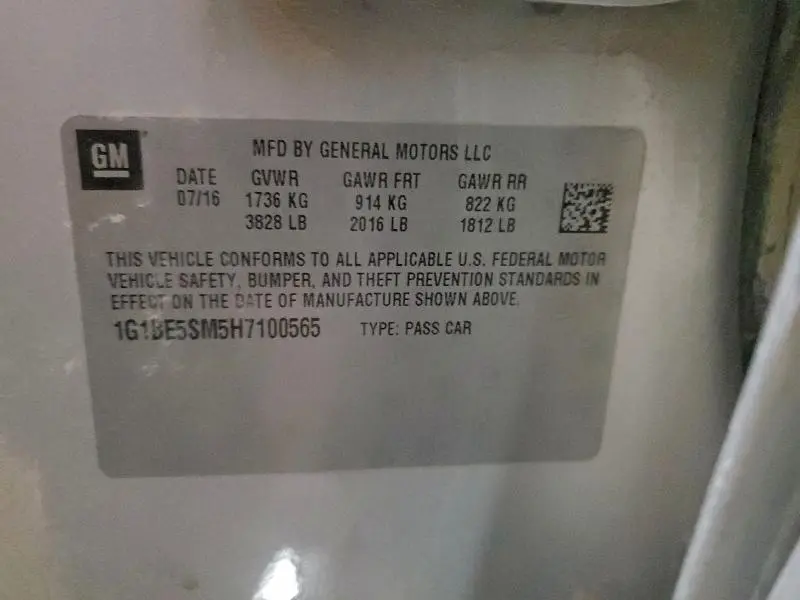 GM
MFD BY GENERAL MOTORS LLC
DATE GVWR GAWR FRT GAWR RR
07/16 1736 KG 914 KG 822 KG
3828 LB 2016 LB 1812 LB
THIS VEHICLE CONFORMS TO ALL APPLICABLE U.S. FEDERAL MOTOR
VEHICLE SAFETY, BUMPER, AND THEFT PREVENTION STANDARDS IN
EFFECT ON THE DATE OF MANUFACTURE SHOWN ABOVE.
1G1BE5SM5H7100565 TYPE: PASS CAR